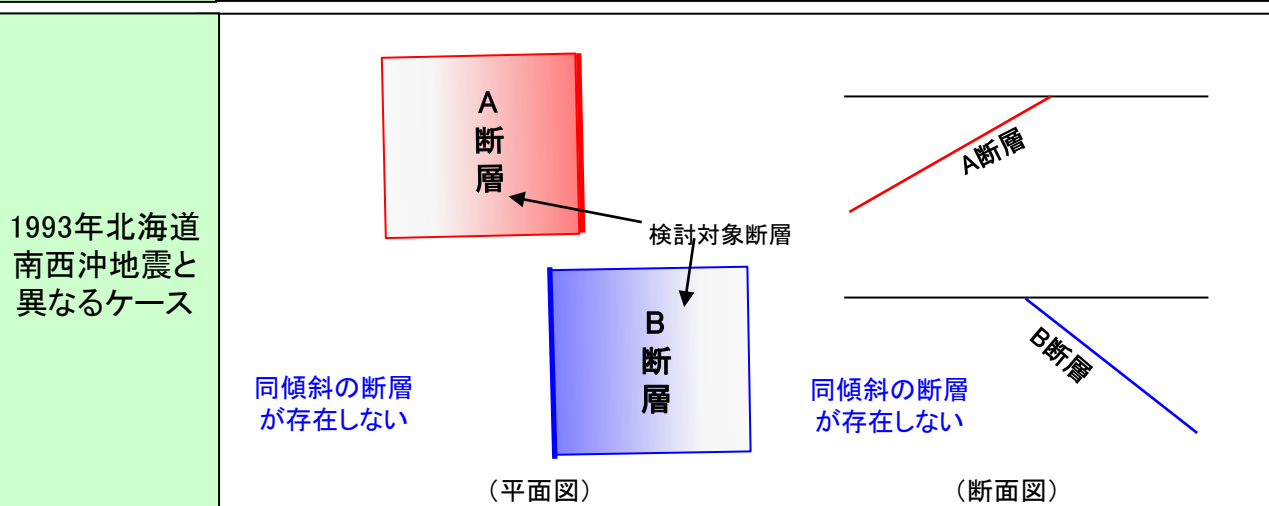 1993年北海道
南西沖地震と
異なるケース
A断層
検討対象断層
B断層
同傾斜の断層
が存在しない
(平面図)
A断層
B断層
同傾斜の断層
が存在しない
(断面図)